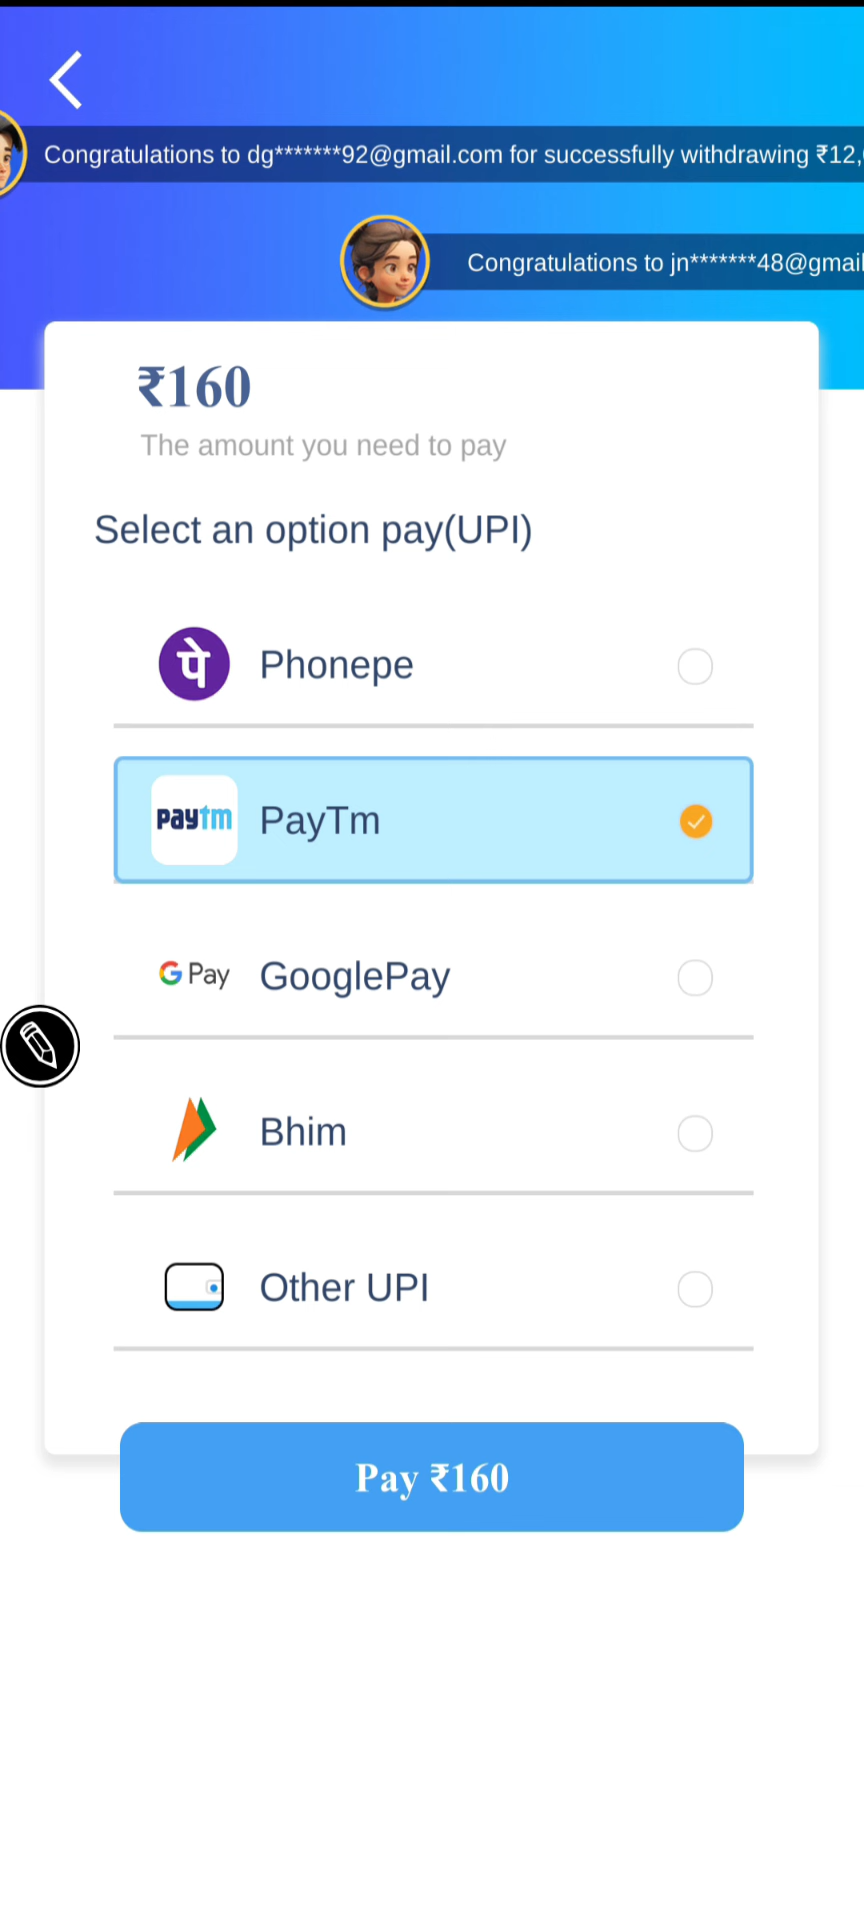 Congratulations to dg*******92@gmail.com for successfully withdrawing ₹12,
Congratulations to jn*******48@gmail
₹160
The amount you need to pay
Select an option pay(UPI)
पे Phonepe
paytm PayTm
G Pay GooglePay
Bhim
Other UPI
Pay ₹160